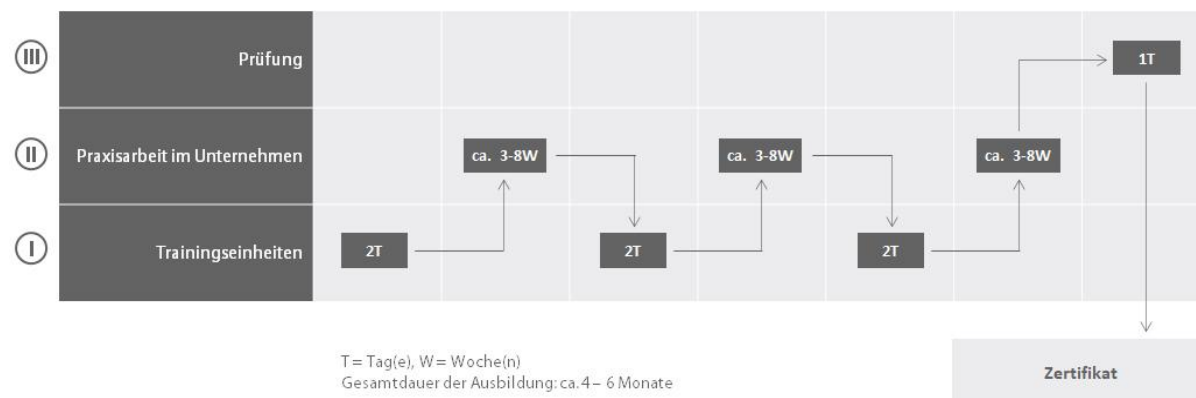 III
Prüfung
1T
II
Praxisarbeit im Unternehmen
ca. 3-8W
ca. 3-8W
ca. 3-8W
I
Trainingseinheiten
2T
2T
2T
T = Tag(e), W = Woche(n)
Gesamtdauer der Ausbildung: ca. 4 – 6 Monate
Zertifikat